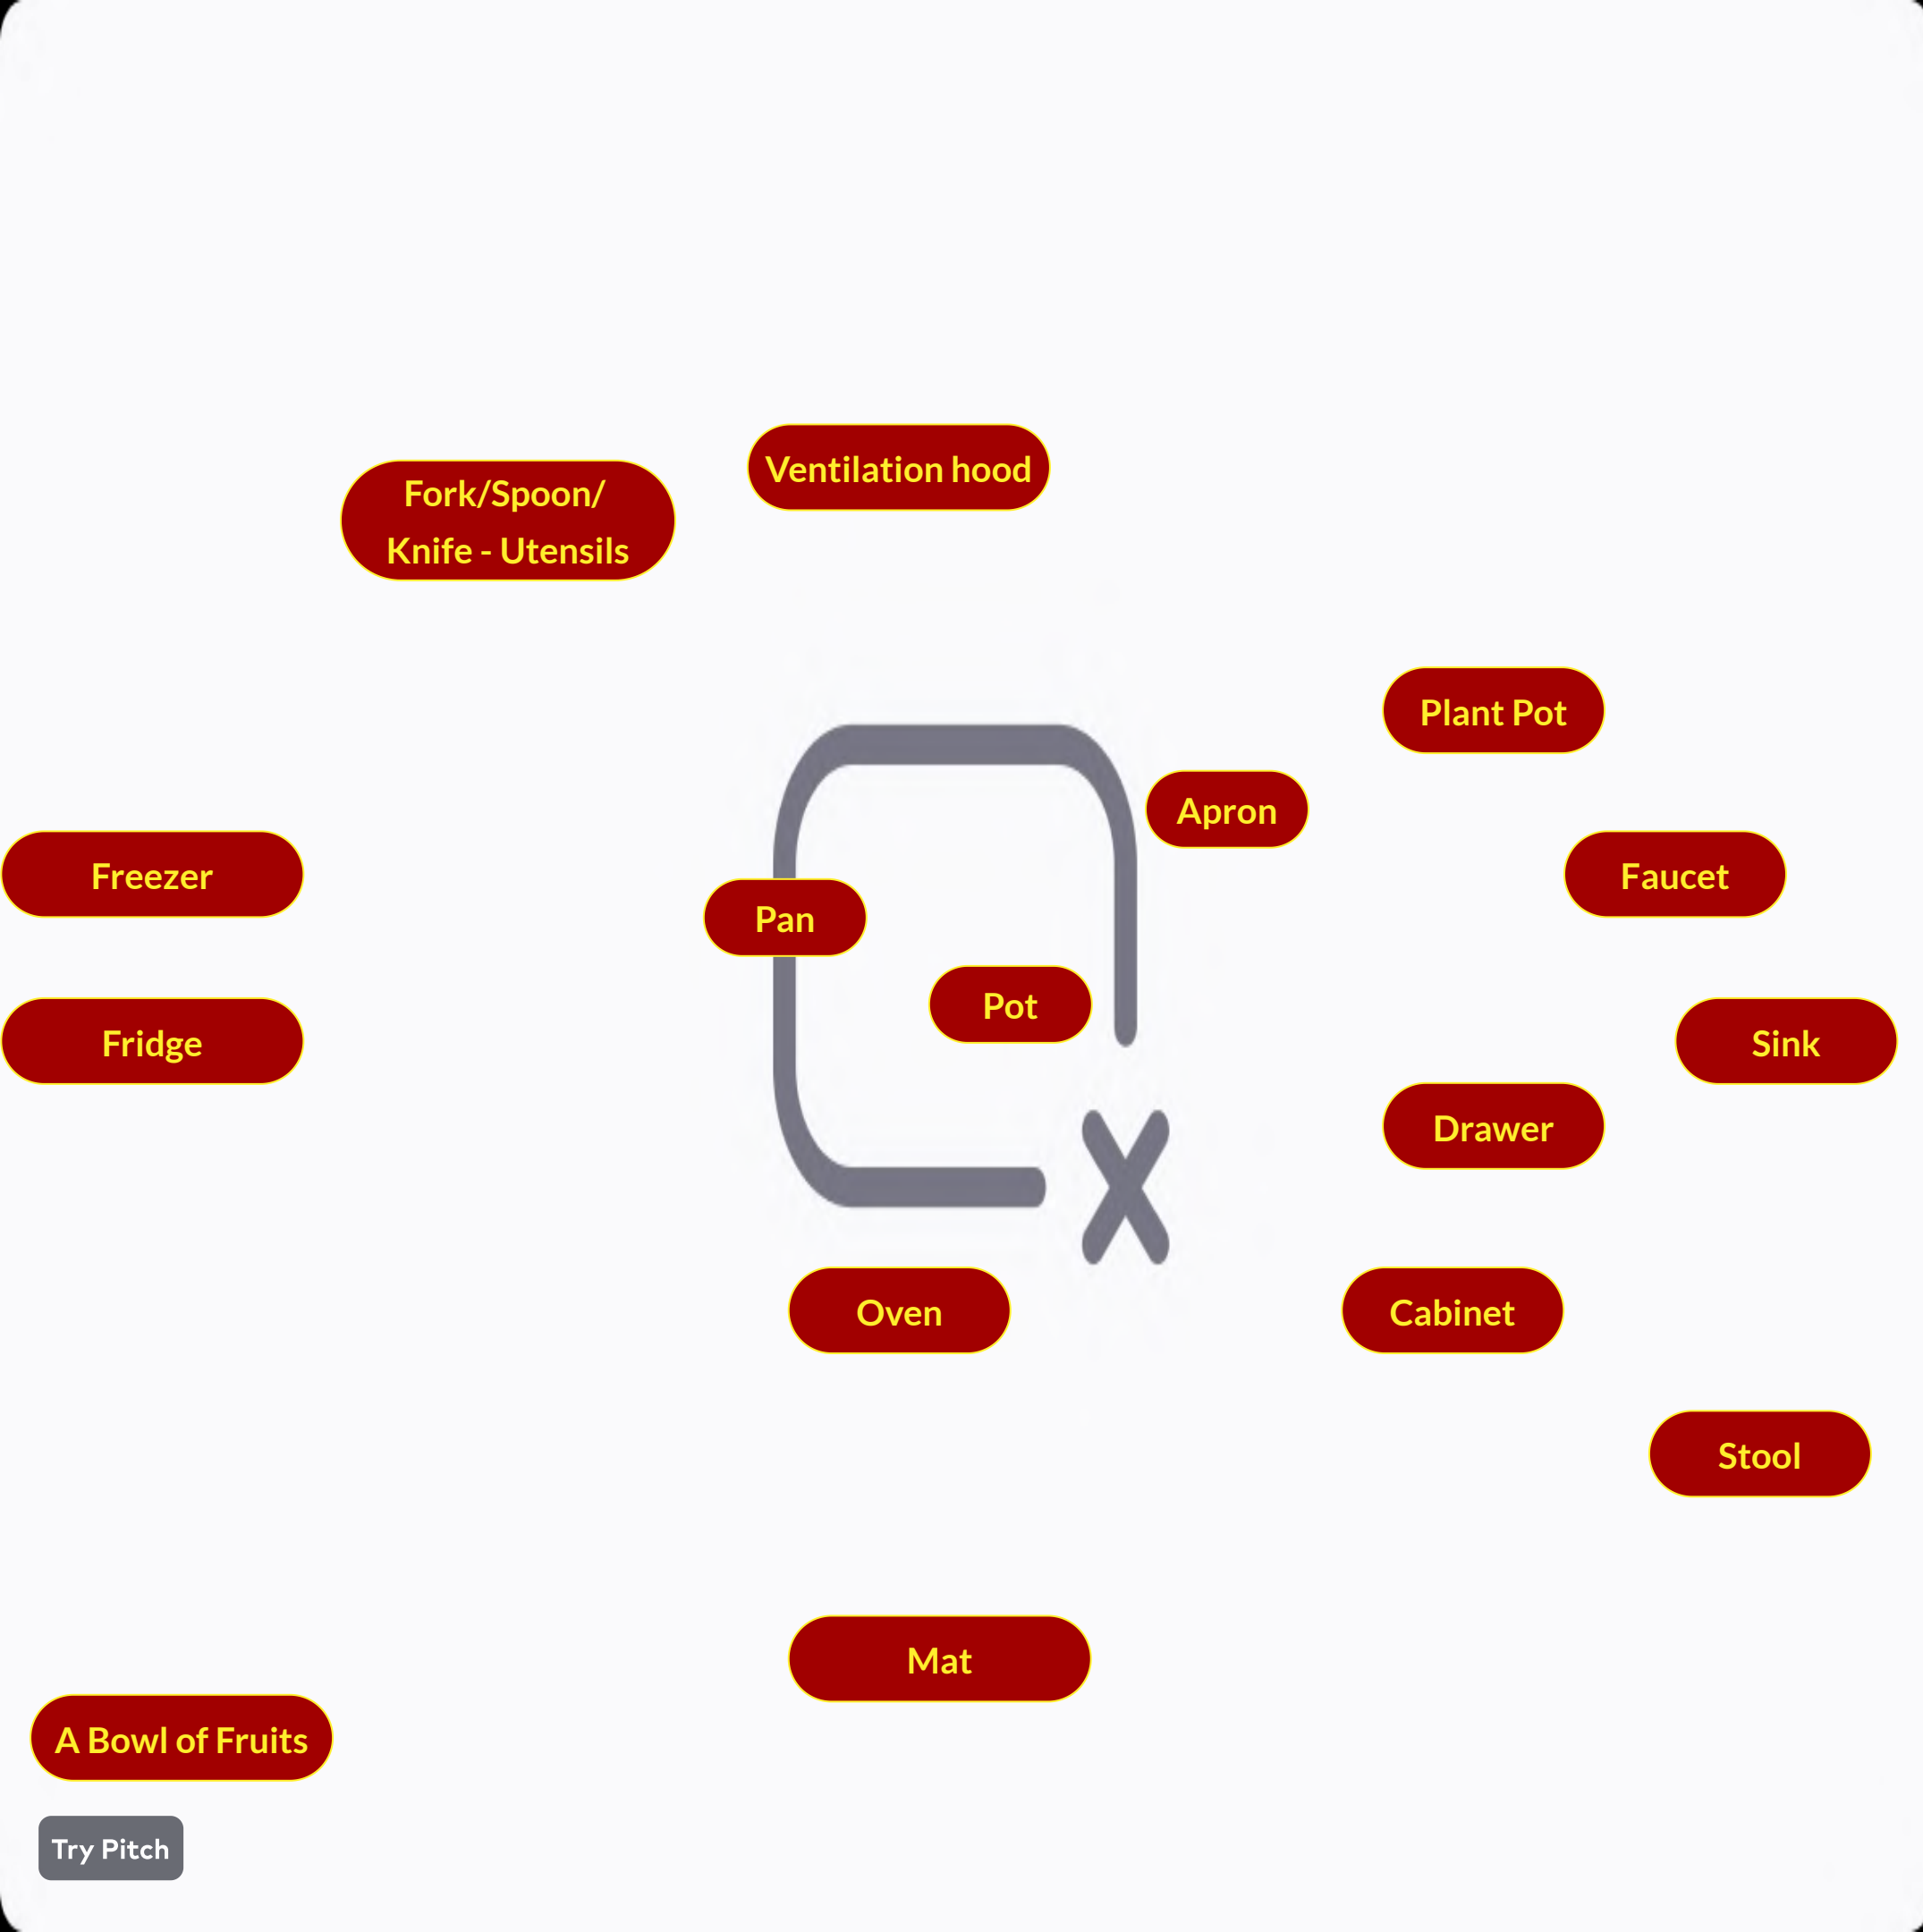 Ventilation hood
Fork/Spoon/
Knife - Utensils
Plant Pot
Apron
Freezer
Faucet
Pan
Pot
Fridge
Sink
Drawer
Oven
Cabinet
Stool
Mat
A Bowl of Fruits
Try Pitch